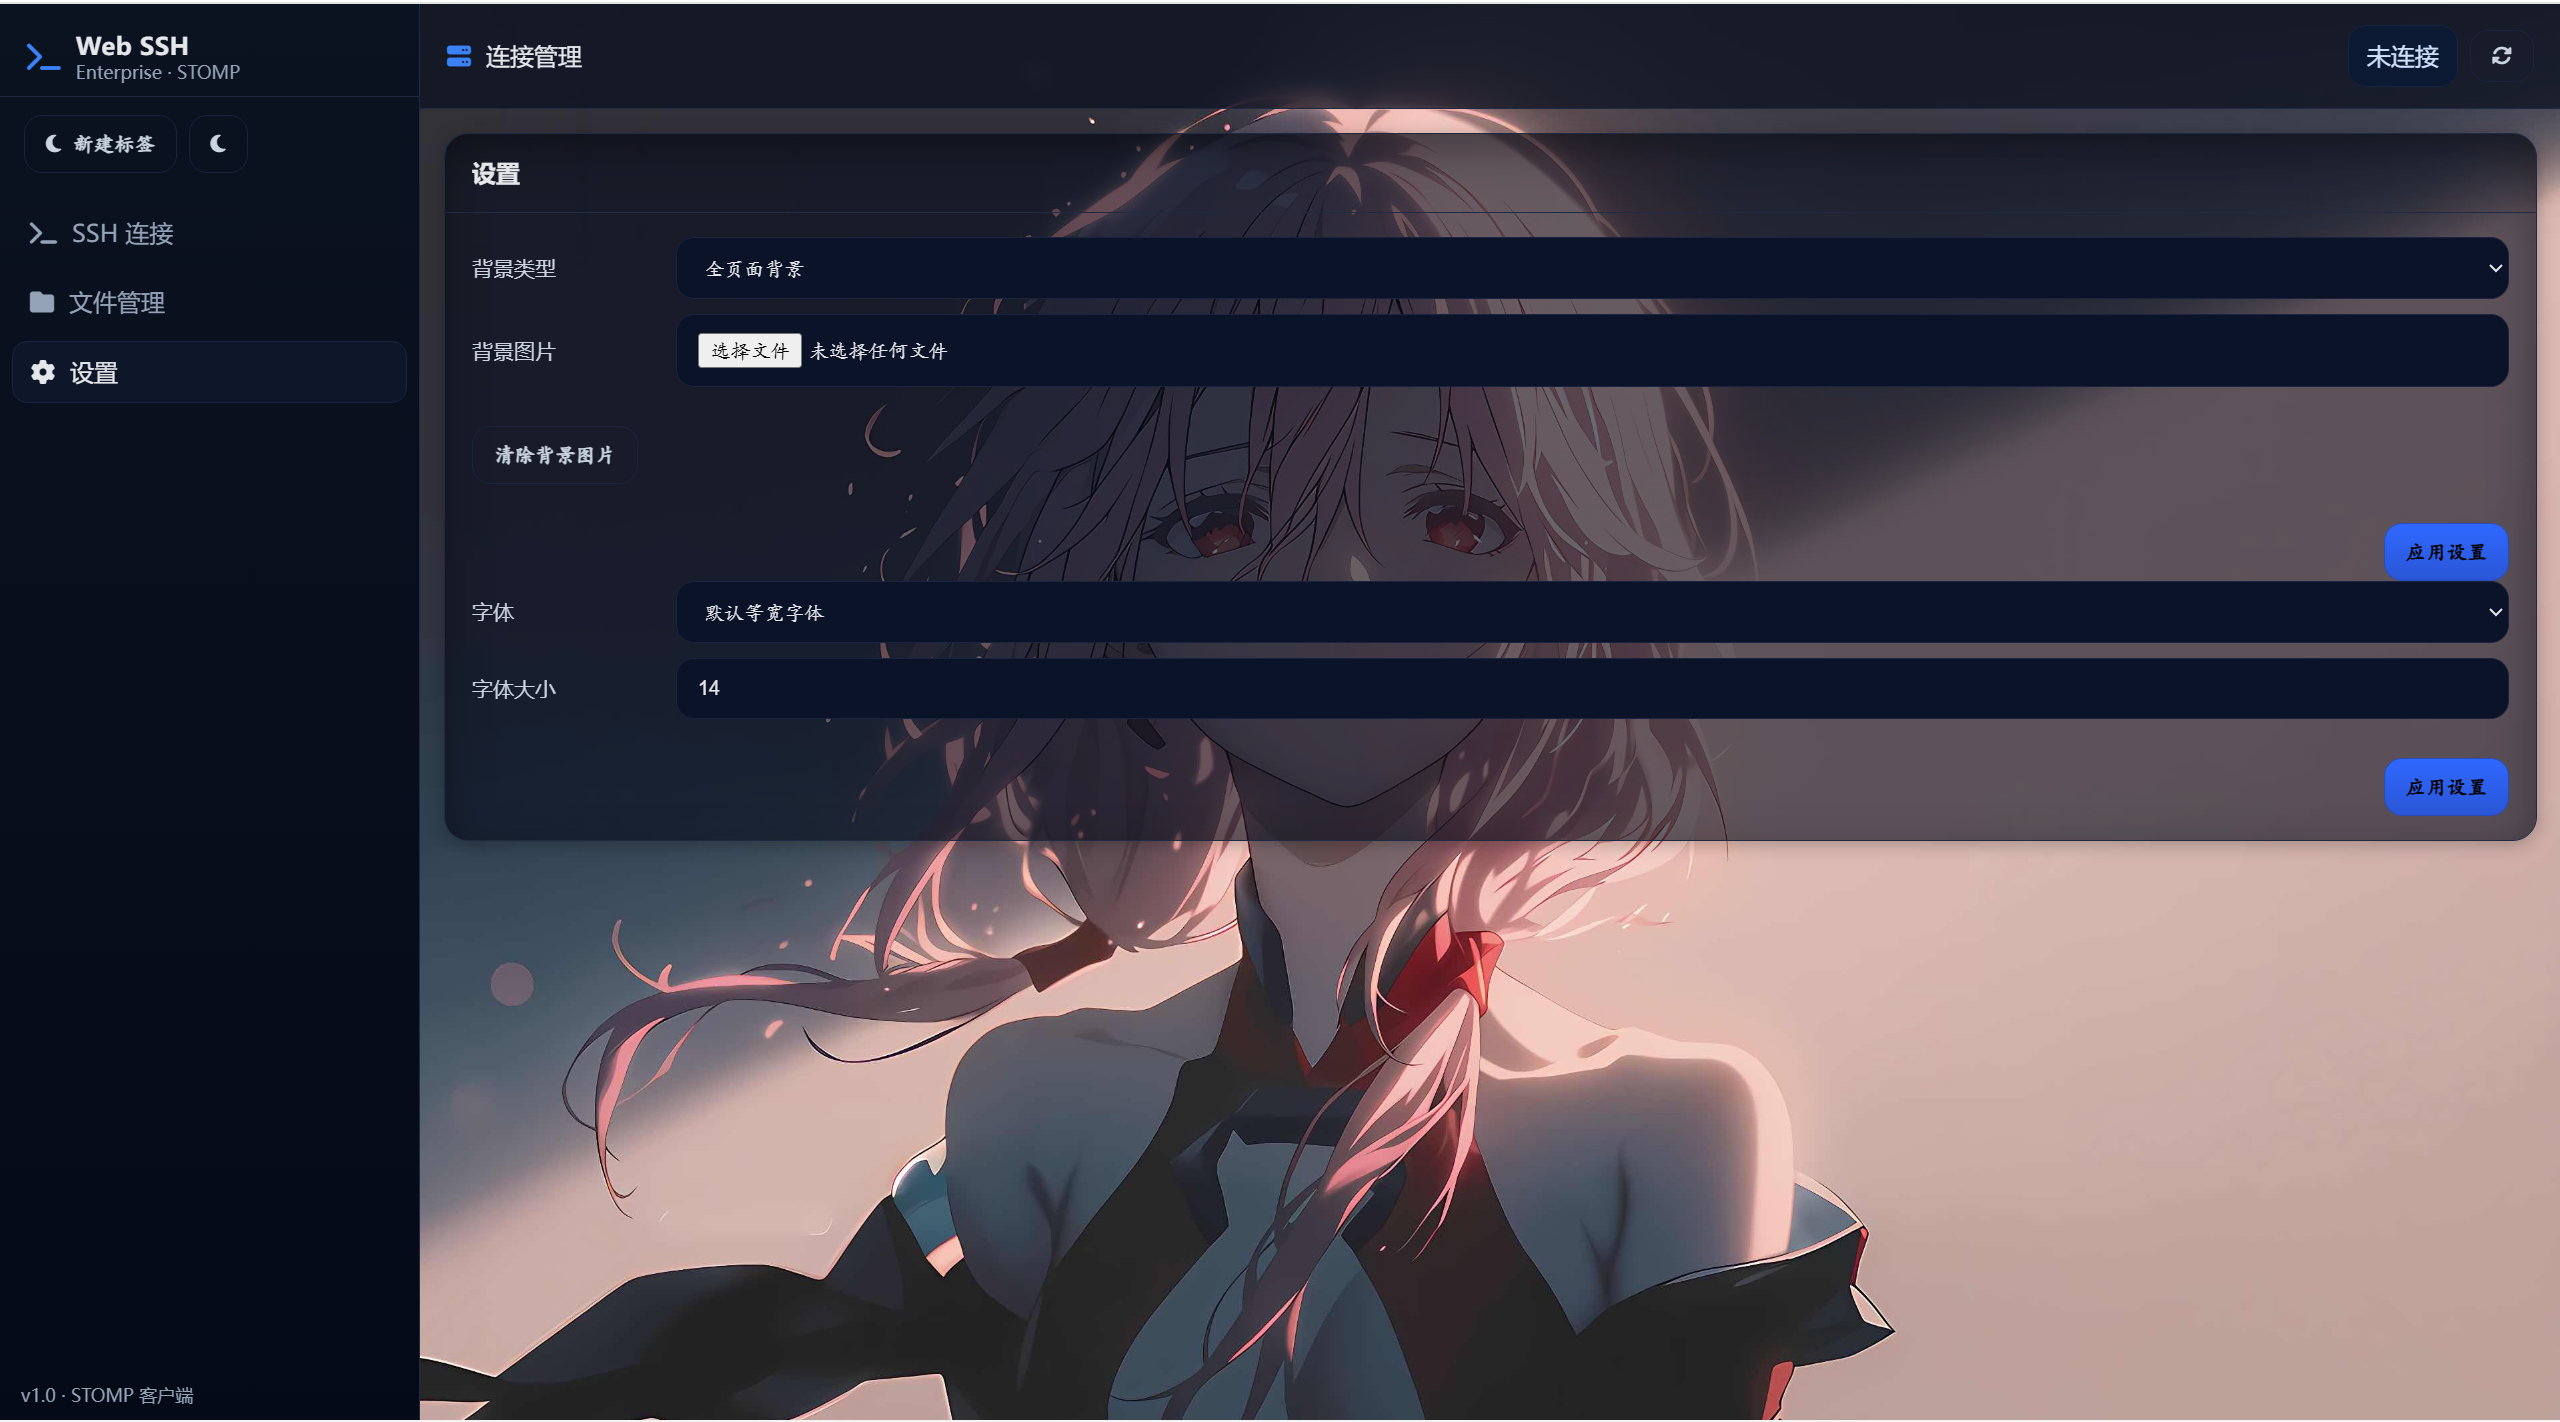 Web SSH
Enterprise · STOMP
新建标签
SSH 连接
文件管理
设置
v1.0 · STOMP 客户端
连接管理
未连接
设置
背景类型
全页面背景
背景图片
选择文件 未选择任何文件
清除背景图片
应用设置
字体
默认等宽字体
字体大小
14
应用设置